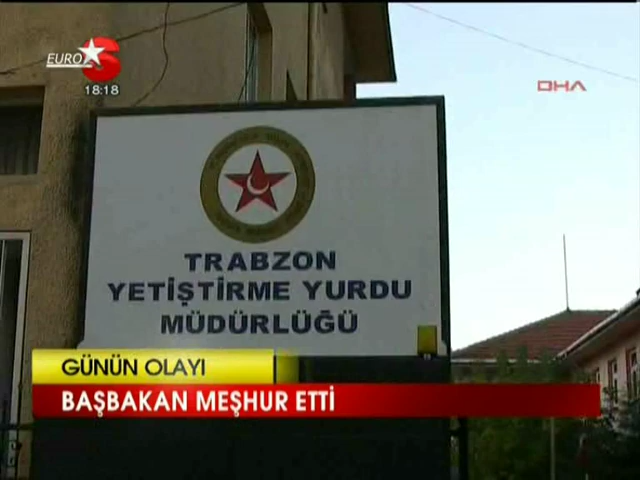 EURO S
18:18
DHA
TRABZON
YETİŞTİRME YURDU
MÜDÜRLÜĞÜ
GÜNÜN OLAYI
BAŞBAKAN MEŞHUR ETTİ